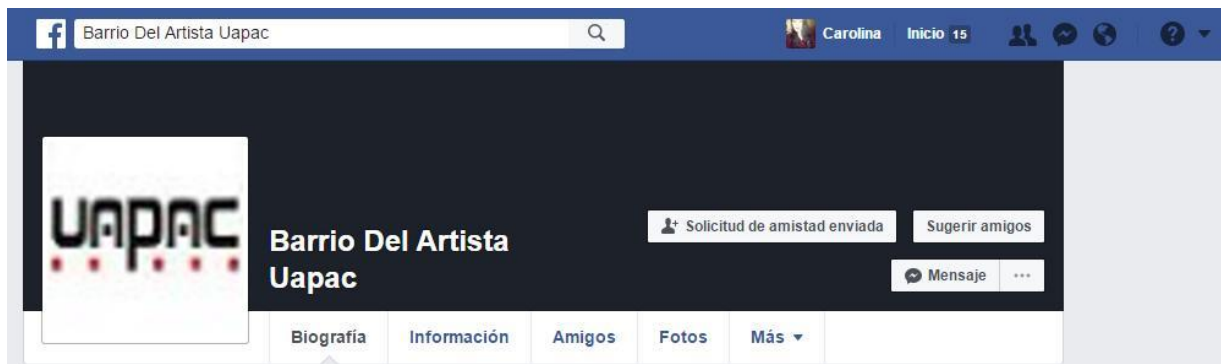 Barrio Del Artista Uapac
Carolina Inicio 15
UAPAC
Barrio Del Artista
Uapac
Solicitud de amistad enviada Sugerir amigos
Mensaje
Biografía Información Amigos Fotos Más